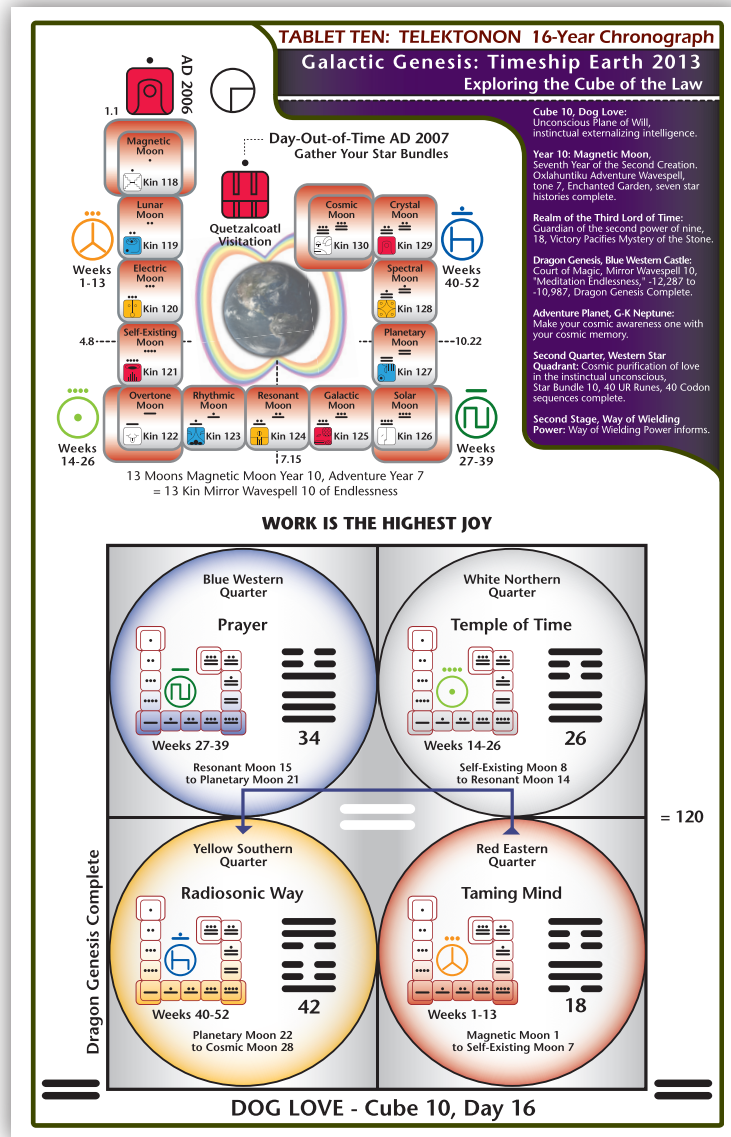 TABLET TEN: TELEKTONON 16-Year Chronograph
Galactic Genesis: Timeship Earth 2013
Exploring the Cube of the Law
AD 2006
1.1
Day-Out-of-Time AD 2007
Gather Your Star Bundles
Quetzalcoatl
Visitation
Magnetic
Moon
Kin 118
Lunar
Moon
Kin 119
Weeks
1-13
Electric
Moon
Kin 120
4.8
Self-Existing
Moon
Kin 121
Weeks
14-26
Overtone
Moon
Kin 122
Rhythmic
Moon
Kin 123
Resonant
Moon
Kin 124
7.15
Galactic
Moon
Kin 125
Solar
Moon
Kin 126
Weeks
27-39
Planetary
Moon
Kin 127
10.22
Spectral
Moon
Kin 128
Crystal
Moon
Kin 129
Weeks
40-52
Cosmic
Moon
Kin 130
13 Moons Magnetic Moon Year 10, Adventure Year 7
= 13 Kin Mirror Wavespell 10 of Endlessness
Cube 10, Dog Love:
Unconscious Plane of Will,
instinctual externalizing intelligence.
Year 10: Magnetic Moon,
Seventh Year of the Second Creation.
Oxlahuntiku Adventure Wavespell,
tone 7, Enchanted Garden, seven star
histories complete.
Realm of the Third Lord of Time:
Guardian of the second power of nine,
18, Victory Pacifies Mystery of the Stone.
Dragon Genesis, Blue Western Castle:
Court of Magic, Mirror Wavespell 10,
"Meditation Endlessness," -12,287 to
-10,987, Dragon Genesis Complete.
Adventure Planet, G-K Neptune:
Make your cosmic awareness one with
your cosmic memory.
Second Quarter, Western Star
Quadrant: Cosmic purification of love
in the instinctual unconscious,
Star Bundle 10, 40 UR Runes, 40 Codon
sequences complete.
Second Stage, Way of Wielding
Power: Way of Wielding Power informs.
WORK IS THE HIGHEST JOY
Blue Western
Quarter
Prayer
34
Weeks 27-39
Resonant Moon 15
to Planetary Moon 21
White Northern
Quarter
Temple of Time
26
Weeks 14-26
Self-Existing Moon 8
to Resonant Moon 14
= 120
Yellow Southern
Quarter
Radiosonic Way
42
Weeks 40-52
Planetary Moon 22
to Cosmic Moon 28
Red Eastern
Quarter
Taming Mind
18
Weeks 1-13
Magnetic Moon 1
to Self-Existing Moon 7
Dragon Genesis Complete
DOG LOVE - Cube 10, Day 16